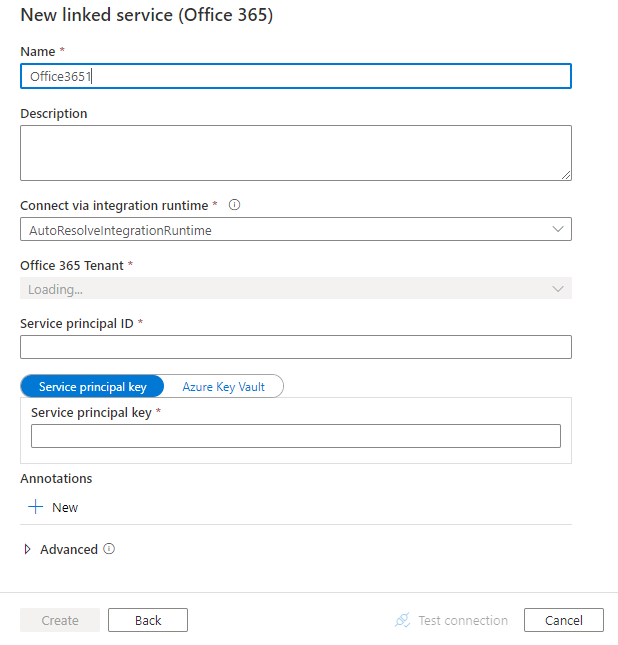 New linked service (Office 365)
Name *
Office3651
Description
Connect via integration runtime *
AutoResolveIntegrationRuntime
Office 365 Tenant *
Loading...
Service principal ID *
Service principal key
Azure Key Vault
Service principal key *
Annotations
New
Advanced
Create
Back
Test connection
Cancel